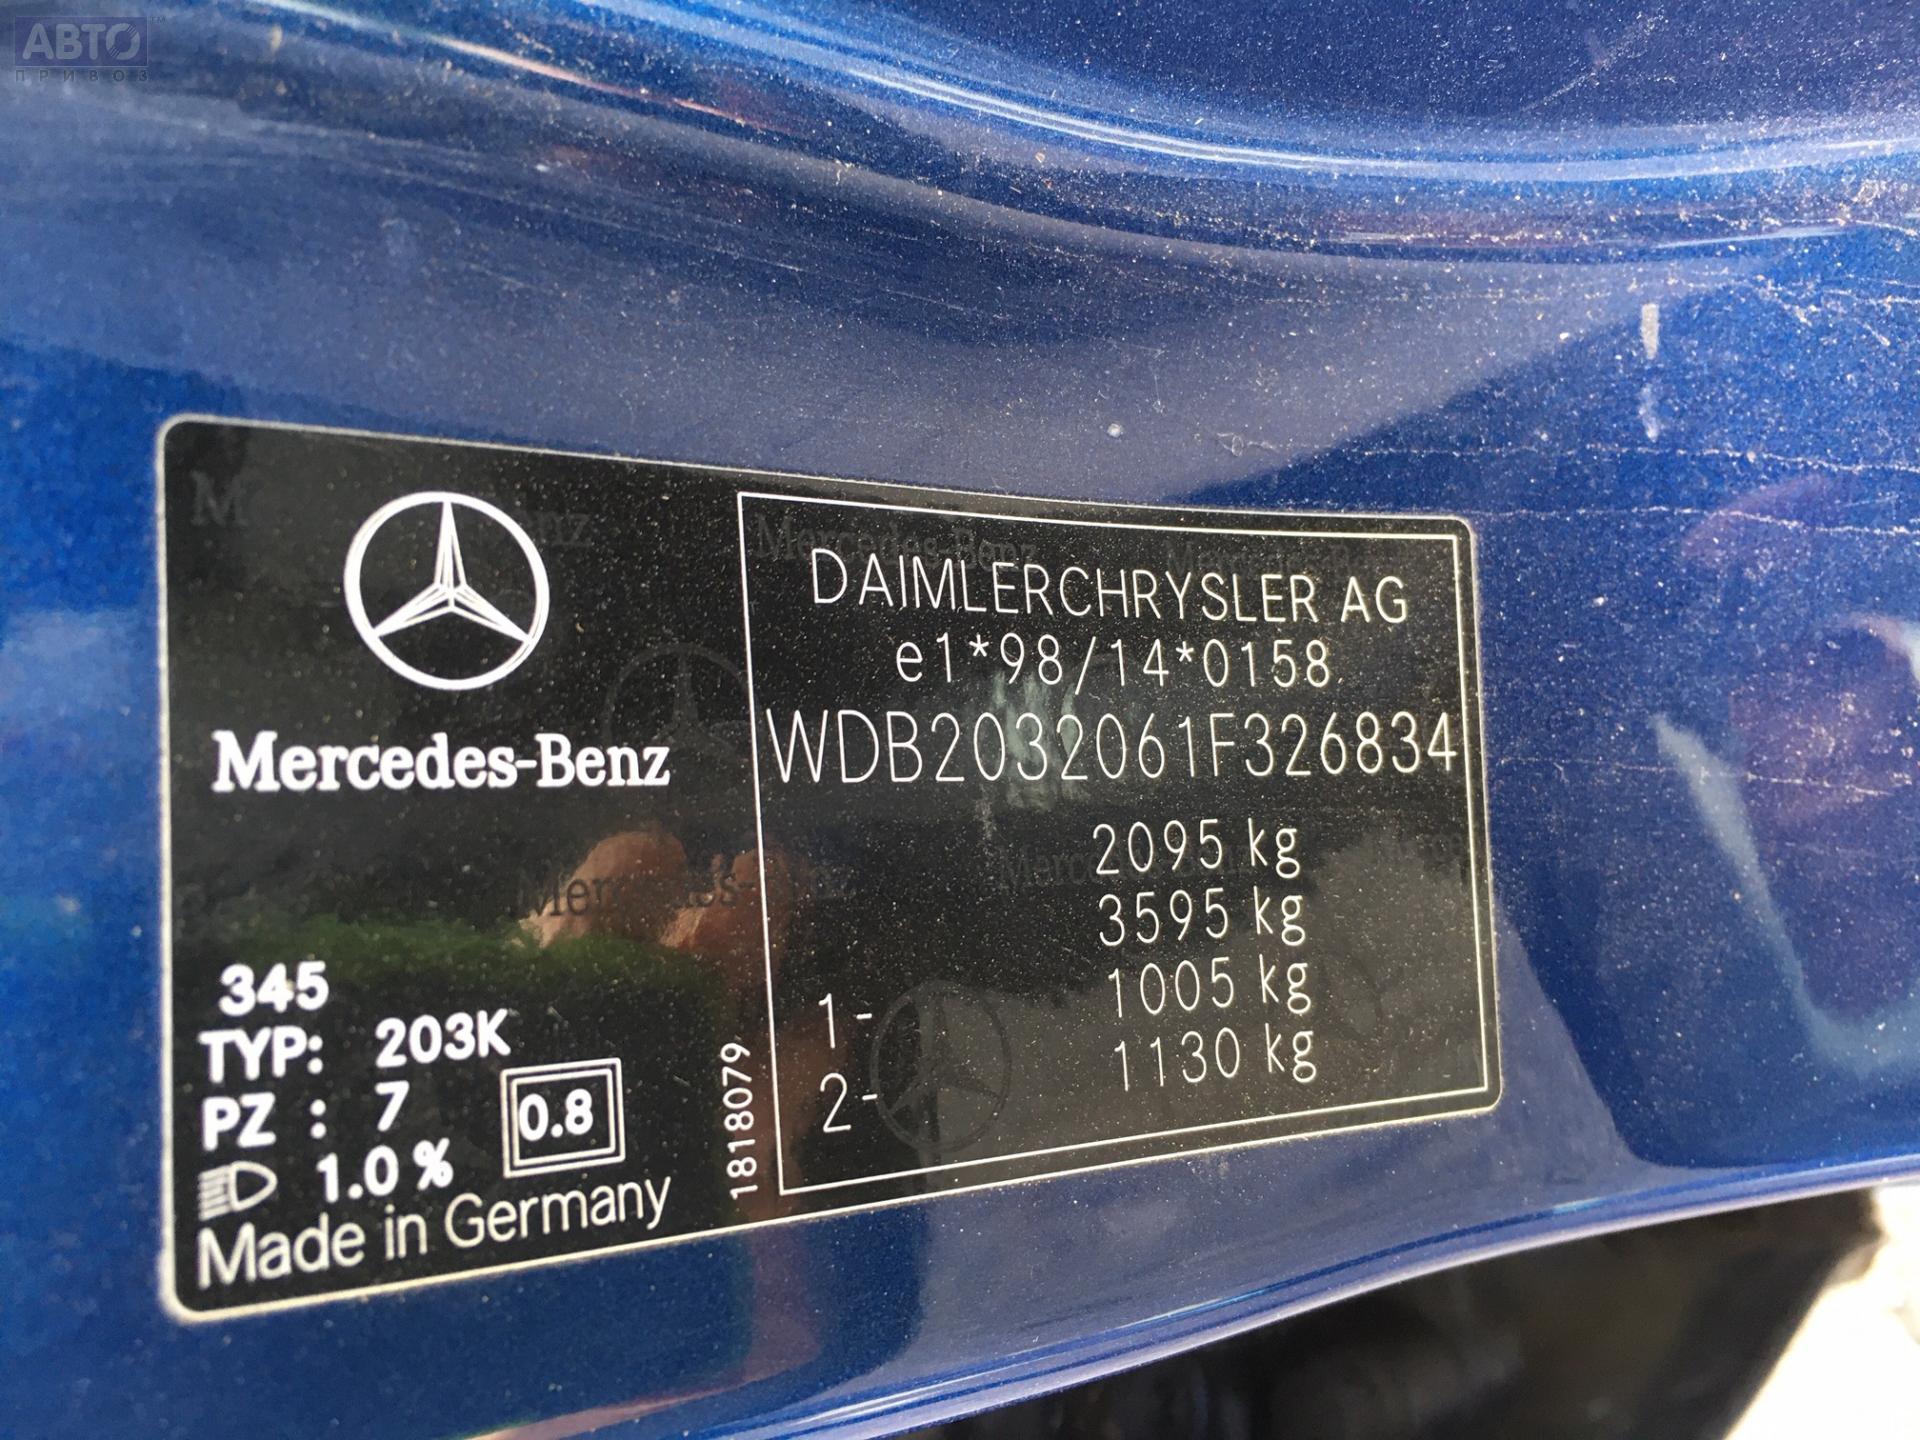 АВТО™
ПРИВОЗ
Mercedes-Benz
345
TYP: 203K
PZ : 7
0.8
1.0 %
Made in Germany
1818079
DAIMLERCHRYSLER AG
e1*98/14*0158
WDB2032061F326834
2095 kg
3595 kg
1- 1005 kg
2- 1130 kg